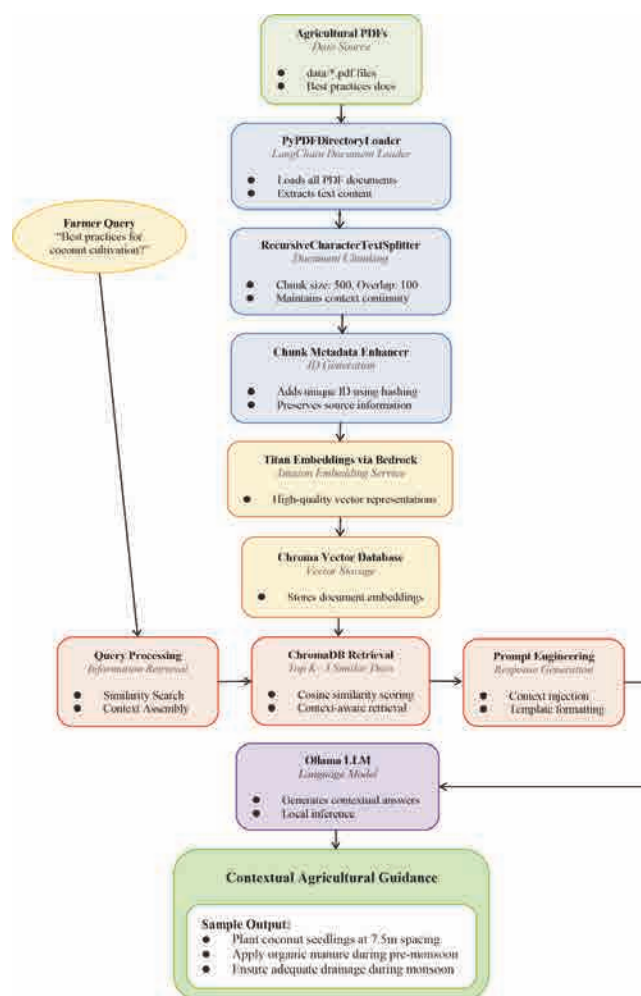 Agricultural PDFs
Data Source
● data/*.pdf files
● Best practices docs
PyPDFDirectoryLoader
LangChain Document Loader
● Loads all PDF documents
● Extracts text content
Farmer Query
"Best practices for
coconut cultivation?"
RecursiveCharacterTextSplitter
Document Chunking
● Chunk size: 500, Overlap: 100
● Maintains context continuity
Chunk Metadata Enhancer
ID Generation
● Adds unique ID using hashing
● Preserves source information
Titan Embeddings via Bedrock
Amazon Embedding Service
● High-quality vector representations
Chroma Vector Database
Vector Storage
● Stores document embeddings
Query Processing
Information Retrieval
● Similarity Search
● Context Assembly
ChromaDB Retrieval
Top K Similar Docs
● Cosine similarity scoring
● Context-aware retrieval
Prompt Engineering
Response Generation
● Context injection
● Template formatting
Ollama LLM
Language Model
● Generates contextual answers
● Local inference
Contextual Agricultural Guidance
Sample Output:
● Plant coconut seedlings at 7.5m spacing
● Apply organic manure during pre-monsoon
● Ensure adequate drainage during monsoon